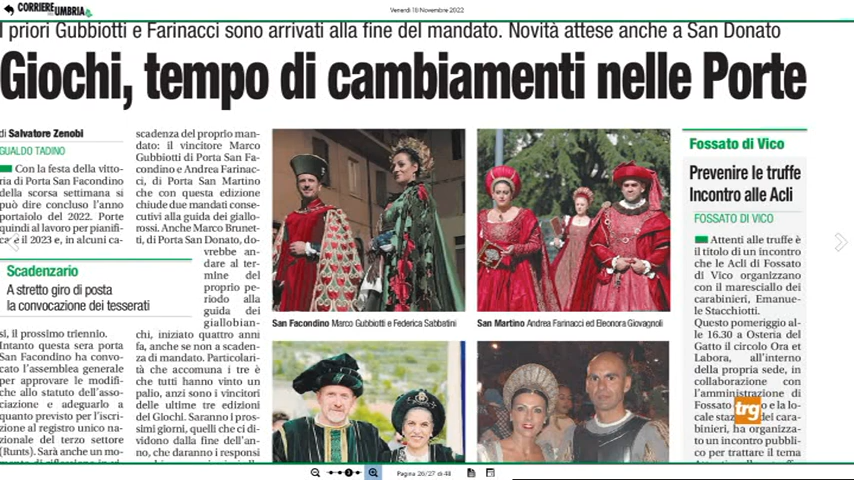 CORRIERE
DELL'UMBRIA
Venerdì 18 Novembre 2022
I priori Gubbiotti e Farinacci sono arrivati alla fine del mandato. Novità attese anche a San Donato
Giochi, tempo di cambiamenti nelle Porte
di Salvatore Zenobi
GUALDO TADINO
Con la festa della vitto-
ria di Porta San Facondino
della scorsa settimana si
può dire concluso l'anno
portaiolo del 2022. Porte
quindi al lavoro per pianifi-
care il 2023 e, in alcuni ca-
Scadenzario
A stretto giro di posta
la convocazione dei tesserati
si, il prossimo triennio.
Intanto questa sera porta
San Facondino ha convo-
cato l'assemblea generale
per approvare le modifi-
che allo statuto dell'asso-
ciazione e adeguarlo a
quanto previsto per l'iscri-
zione al registro unico na-
zionale del terzo settore
(Runts). Sarà anche un mo-
scadenza del proprio man-
dato: il vincitore Marco
Gubbiotti di Porta San Fa-
condino e Andrea Farinac-
ci, di Porta San Martino
che con questa edizione
chiude due mandati conse-
cutivi alla guida dei giallo-
rossi. Anche Marco Brunet-
ti, di Porta San Donato, do-
vrebbe an-
dare al ter-
mine del
proprio pe-
riodo alla
guida dei
giallobian-
chi, iniziato quattro anni
fa, anche se non a scaden-
za di mandato. Particolari-
tà che accomuna i tre è
che tutti hanno vinto un
palio, anzi sono i vincitori
delle ultime tre edizioni
dei Giochi. Saranno i pros-
simi giorni, quelli che ci di-
vidono dalla fine dell'an-
no, che daranno i responsi
San Facondino Marco Gubbiotti e Federica Sabbatini
San Martino Andrea Farinacci ed Eleonora Giovagnoli
Fossato di Vico
Prevenire le truffe
Incontro alle Acli
FOSSATO DI VICO
Attenti alle truffe è
il titolo di un incontro
che le Acli di Fossato
di Vico organizzano
con il maresciallo dei
carabinieri, Emanue-
le Stacchiotti.
Questo pomeriggio al-
le 16.30 a Osteria del
Gatto il circolo Ora et
Labora, all'interno
della propria sede, in
collaborazione con
l'amministrazione di
Fossato e la lo-
cale dei cara-
binieri, ha organizza-
to un incontro pubbli-
co per trattare il tema
trg
Pagina 26/27 di 48